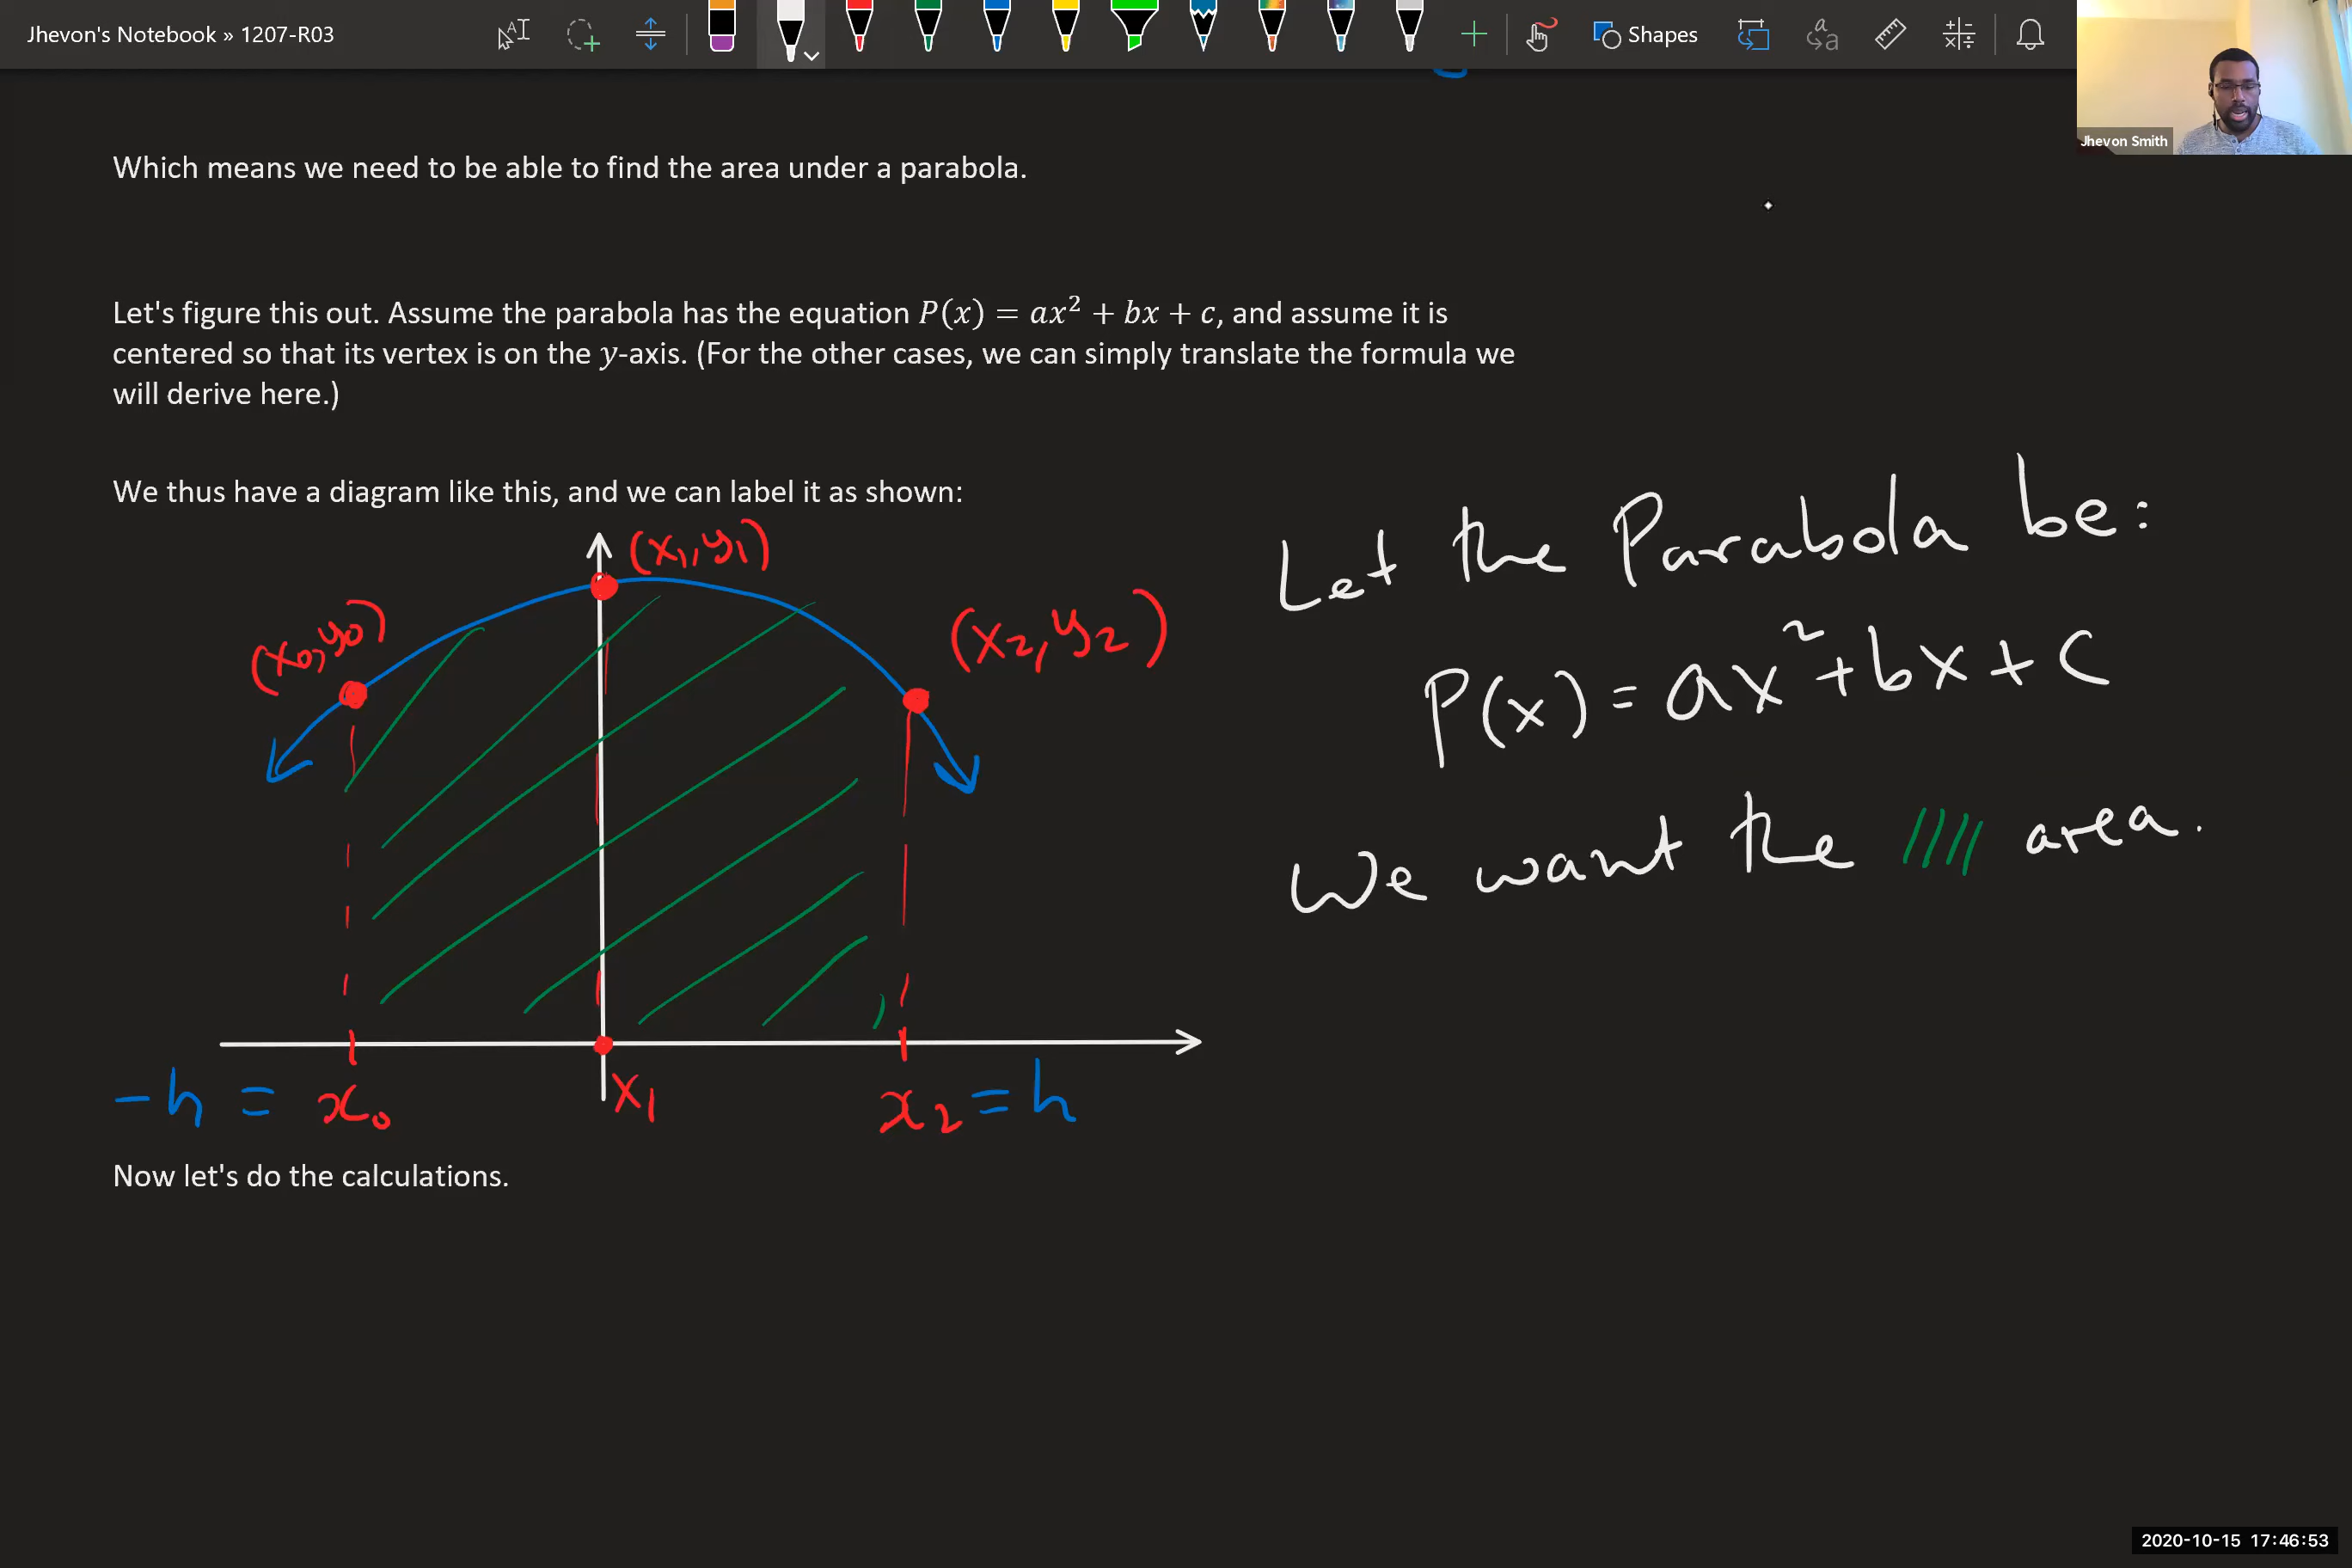 Jhevon's Notebook » 1207-R03
Shapes
Jhevon Smith
Which means we need to be able to find the area under a parabola.
Let's figure this out. Assume the parabola has the equation P(x) = ax² + bx + c, and assume it is
centered so that its vertex is on the y-axis. (For the other cases, we can simply translate the formula we
will derive here.)
We thus have a diagram like this, and we can label it as shown:
(x₁, y₁)
(x₀, y₀)
(x₂, y₂)
-h = x₀
x₁
x₂ = h
Let the Parabola be:
P(x) = ax² + bx + c
We want the //// area.
Now let's do the calculations.
2020-10-15 17:46:53